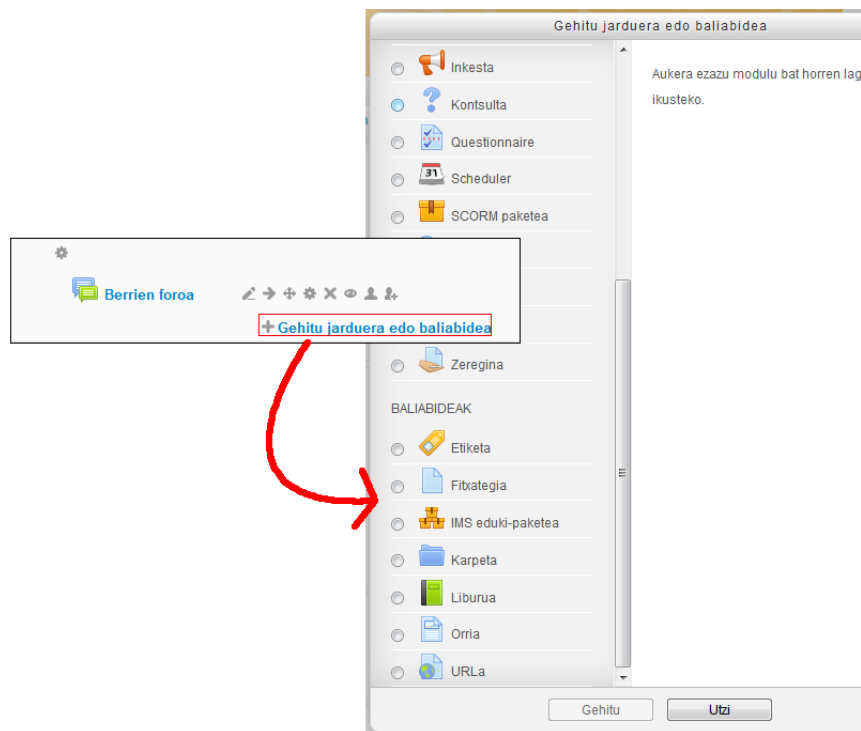 Gehitu jarduera edo baliabidea
Inkesta
Kontsulta
Questionnaire
31
Scheduler
SCORM paketea
Zeregina
BALIABIDEAK
Etiketa
Fitxategia
IMS eduki-paketea
Karpeta
Liburua
Orria
URLa
Aukera ezazu modulu bat horren lag
ikusteko.
Gehitu
Utzi
Berrien foroa
Gehitu jarduera edo baliabidea